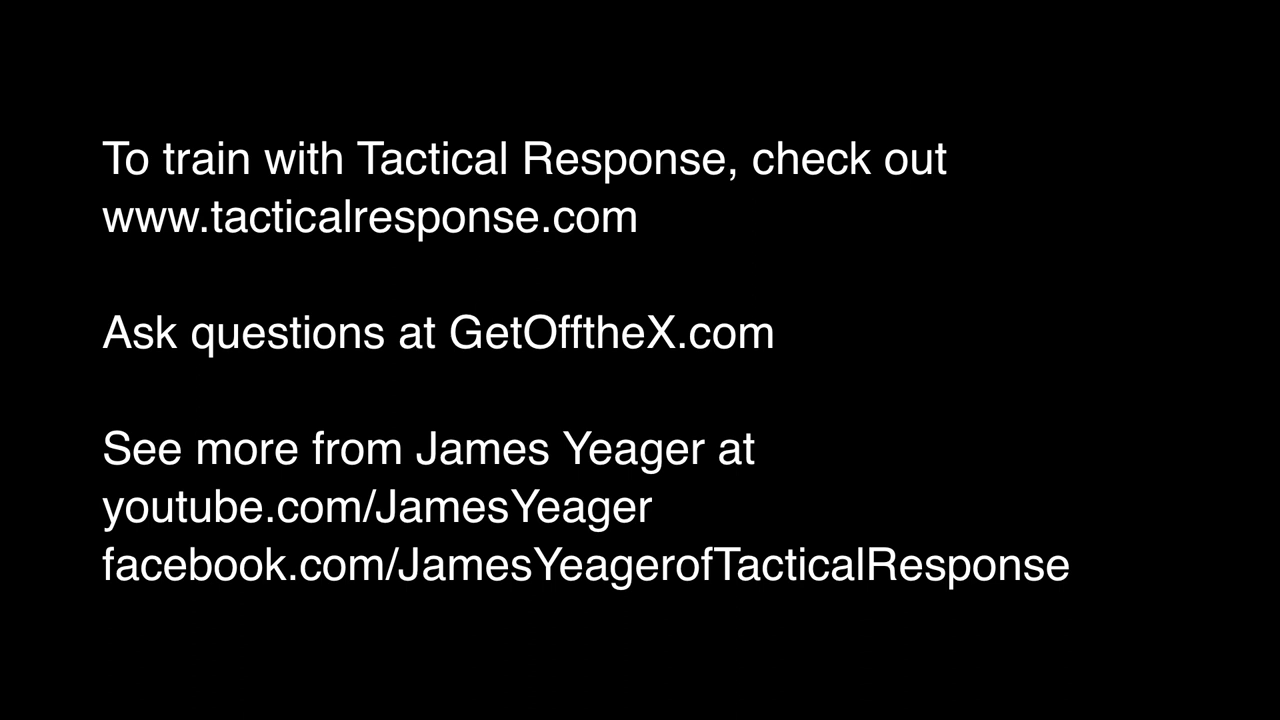 To train with Tactical Response, check out
www.tacticalresponse.com
Ask questions at GetOfftheX.com
See more from James Yeager at
youtube.com/JamesYeager
facebook.com/JamesYeagerofTacticalResponse